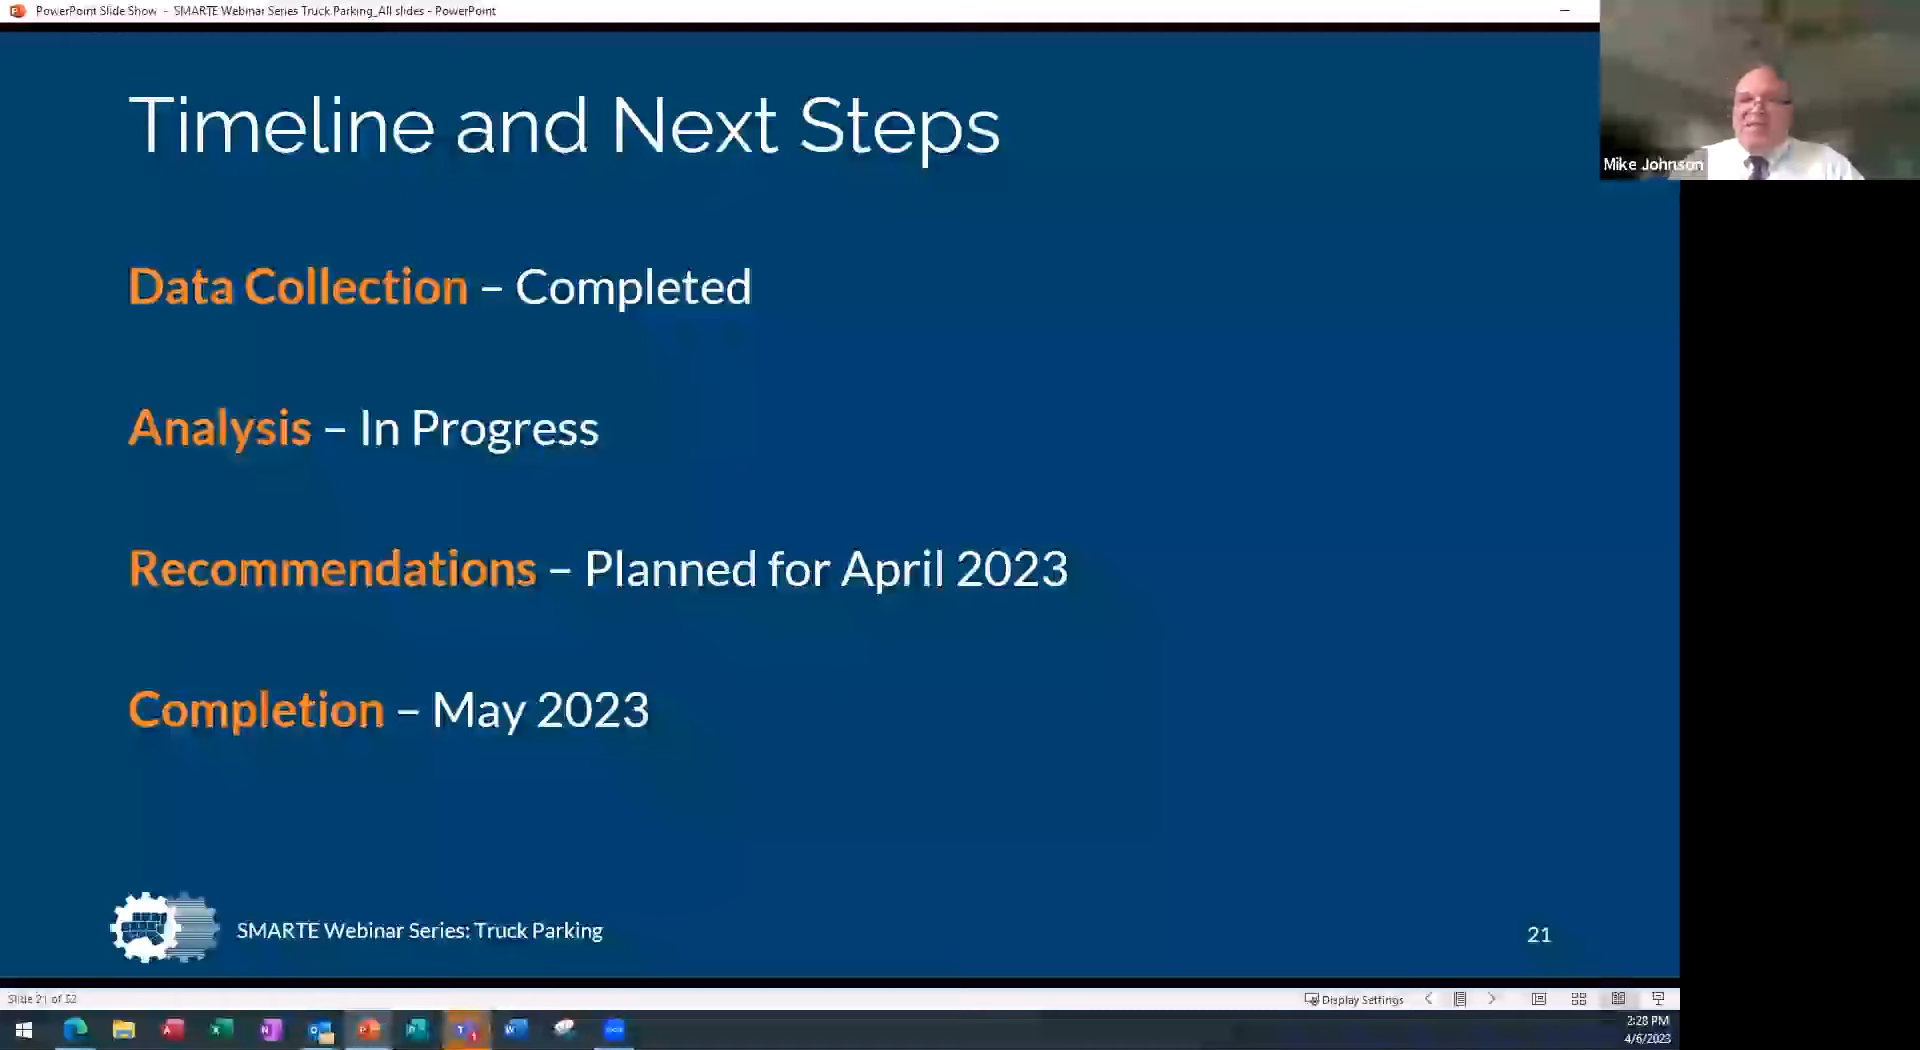 PowerPoint Slide Show - SMARTE Webinar Series Truck Parking_All slides - PowerPoint
Mike Johnson
Timeline and Next Steps
Data Collection – Completed
Analysis – In Progress
Recommendations – Planned for April 2023
Completion – May 2023
SMARTE Webinar Series: Truck Parking
21
Slide 21 of 52
Display Settings
2:28 PM
4/6/2023